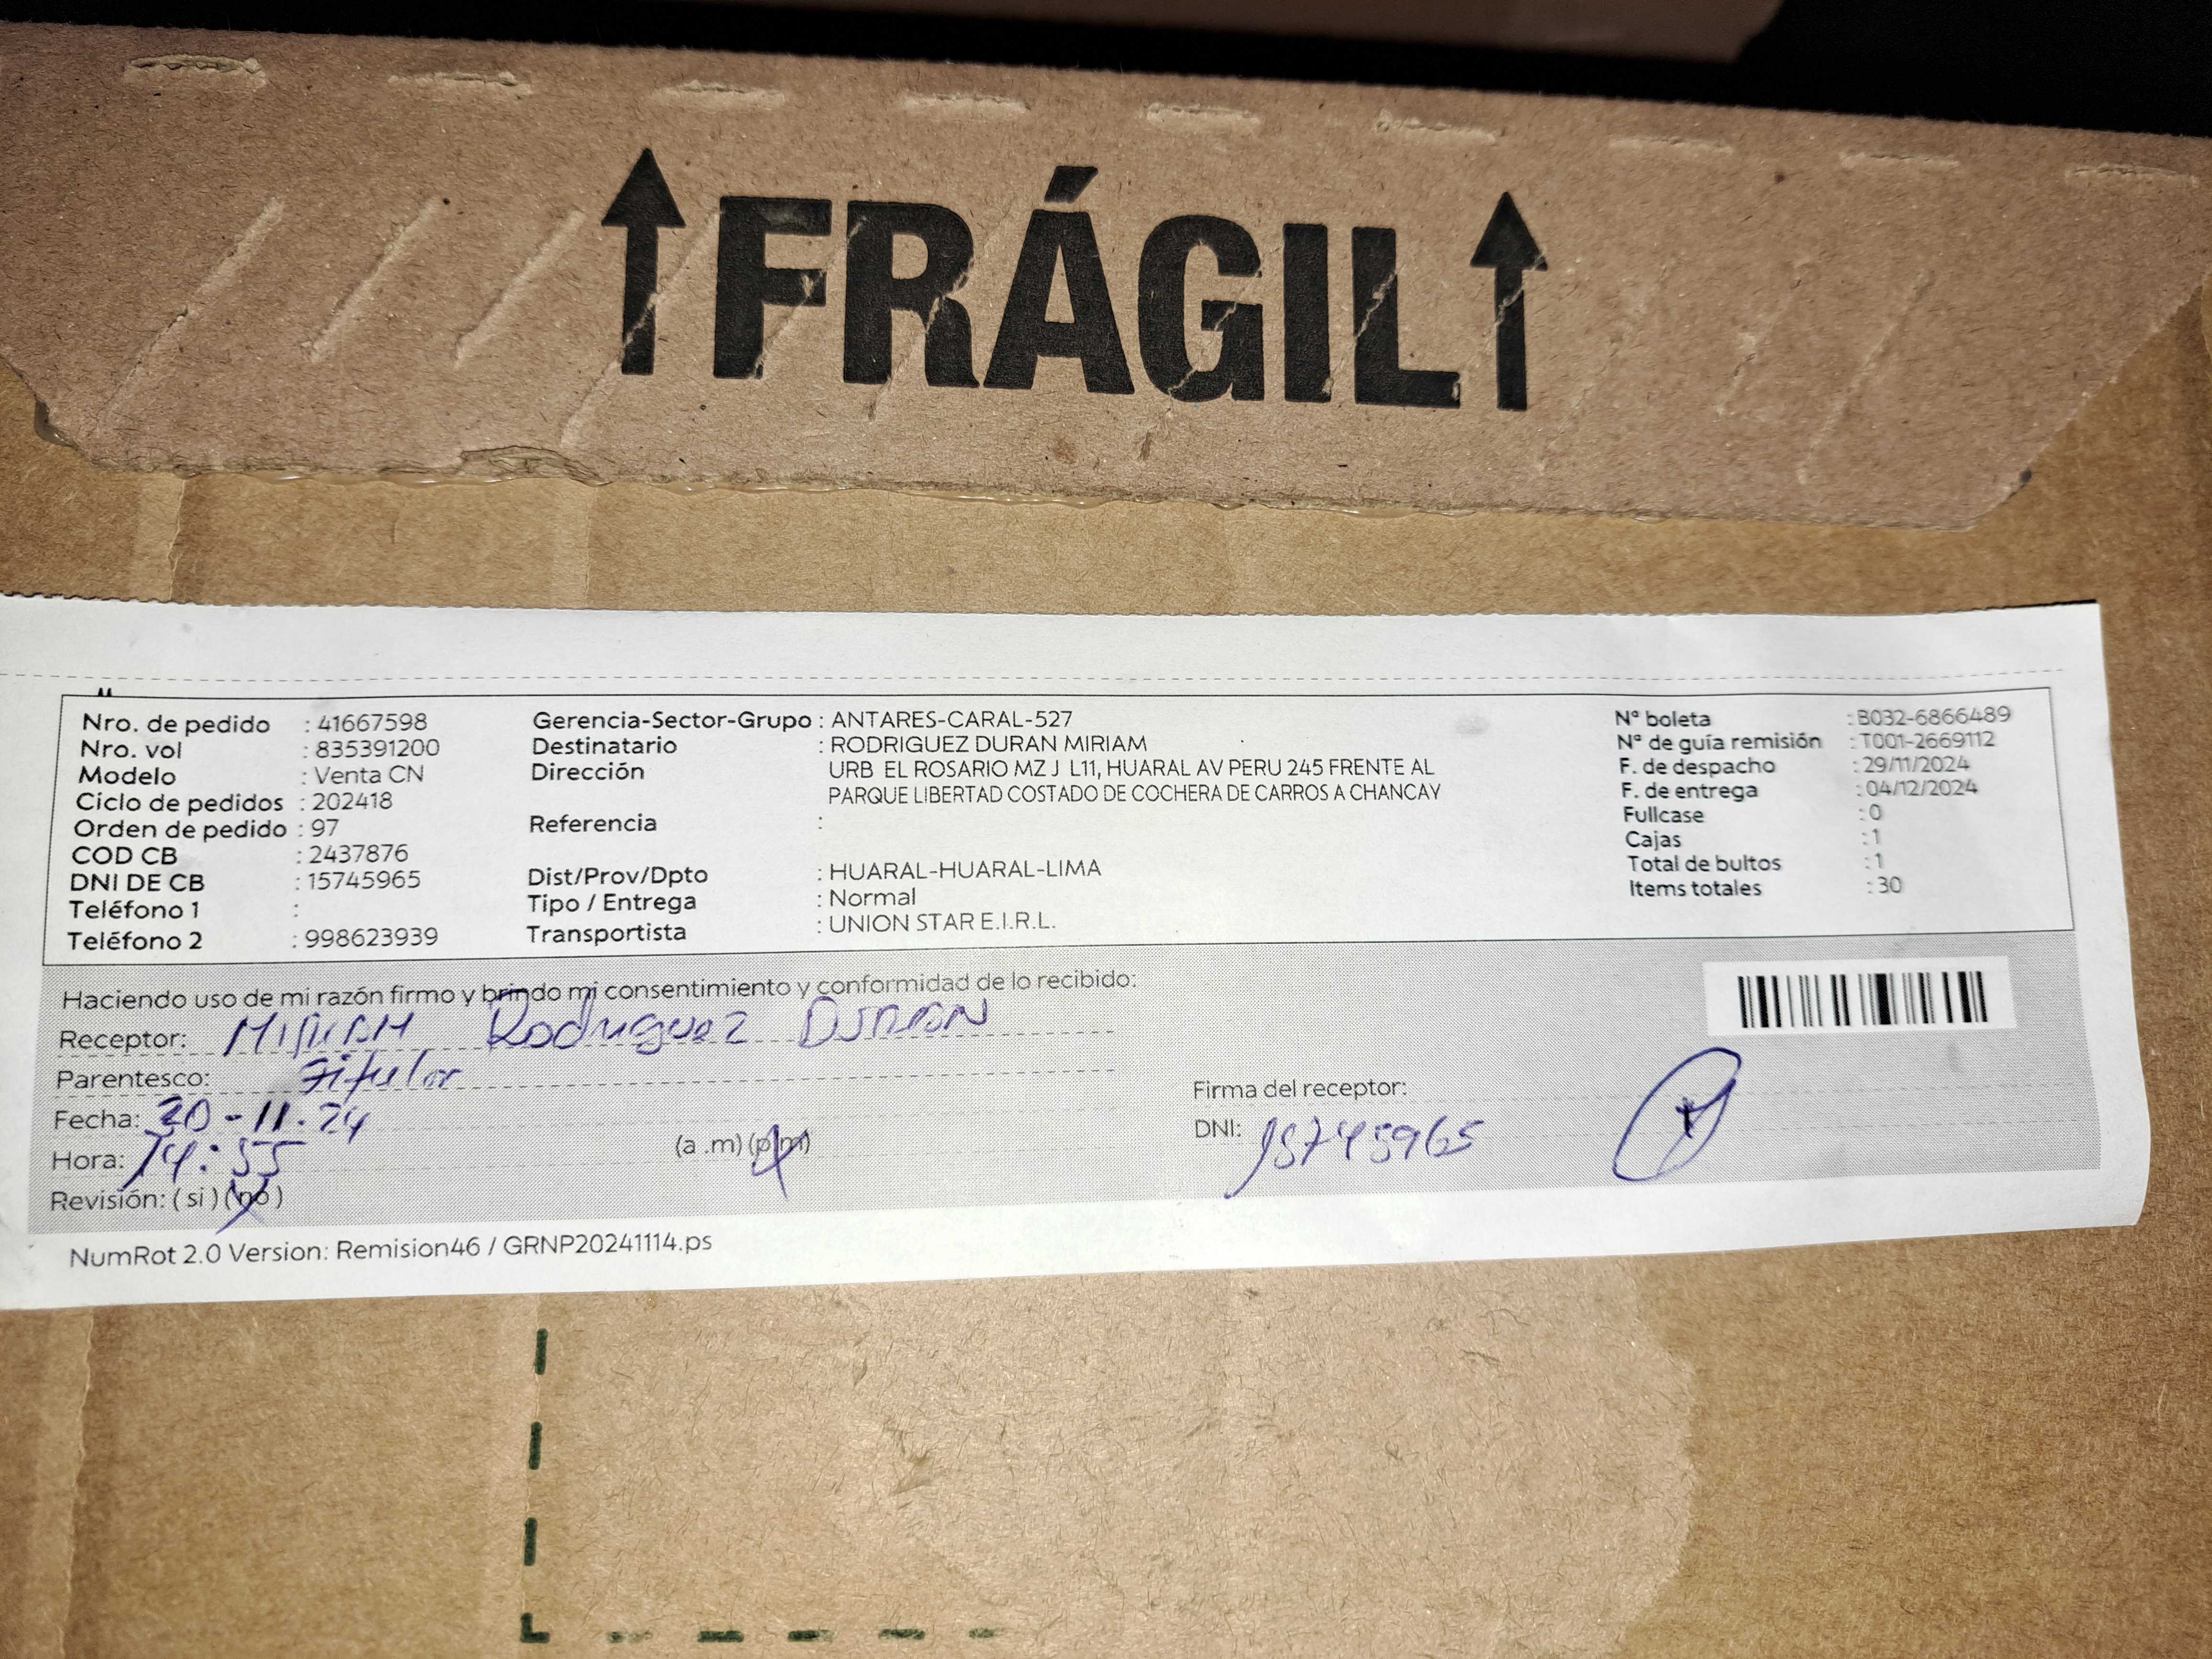 FRÁGIL
Nro. de pedido : 41667598
Nro. vol : 835391200
Modelo : Venta CN
Ciclo de pedidos : 202418
Orden de pedido : 97
COD CB : 2437876
DNI DE CB : 15745965
Teléfono 1 :
Teléfono 2 : 998623939
Gerencia-Sector-Grupo : ANTARES-CARAL-527
Destinatario : RODRIGUEZ DURAN MIRIAM
Dirección URB EL ROSARIO MZ J L11, HUARAL AV PERU 245 FRENTE AL
PARQUE LIBERTAD COSTADO DE COCHERA DE CARROS A CHANCAY
Referencia :
Dist/Prov/Dpto : HUARAL-HUARAL-LIMA
Tipo / Entrega : Normal
Transportista : UNION STAR E.I.R.L.
N° boleta : B032-6866489
N° de guía remisión : T001-2669112
F. de despacho : 29/11/2024
F. de entrega : 04/12/2024
Fullcase : 0
Cajas : 1
Total de bultos : 1
Items totales : 30
Haciendo uso de mi razón firmo y brindo mi consentimiento y conformidad de lo recibido:
Receptor: Rodriguez
Parentesco: Titular
Fecha: -11-24
Hora: 14:55 (a .m) (p.m)
Revisión: ( si ) ( no )
Firma del receptor:
DNI: 15745965
NumRot 2.0 Version: Remision46 / GRNP20241114.ps